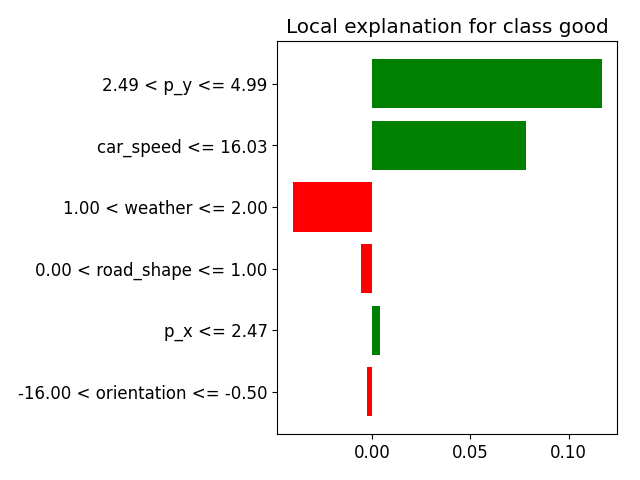 Local explanation for class good
2.49 < p_y <= 4.99
car_speed <= 16.03
1.00 < weather <= 2.00
0.00 < road_shape <= 1.00
p_x <= 2.47
-16.00 < orientation <= -0.50
0.00 0.05 0.10